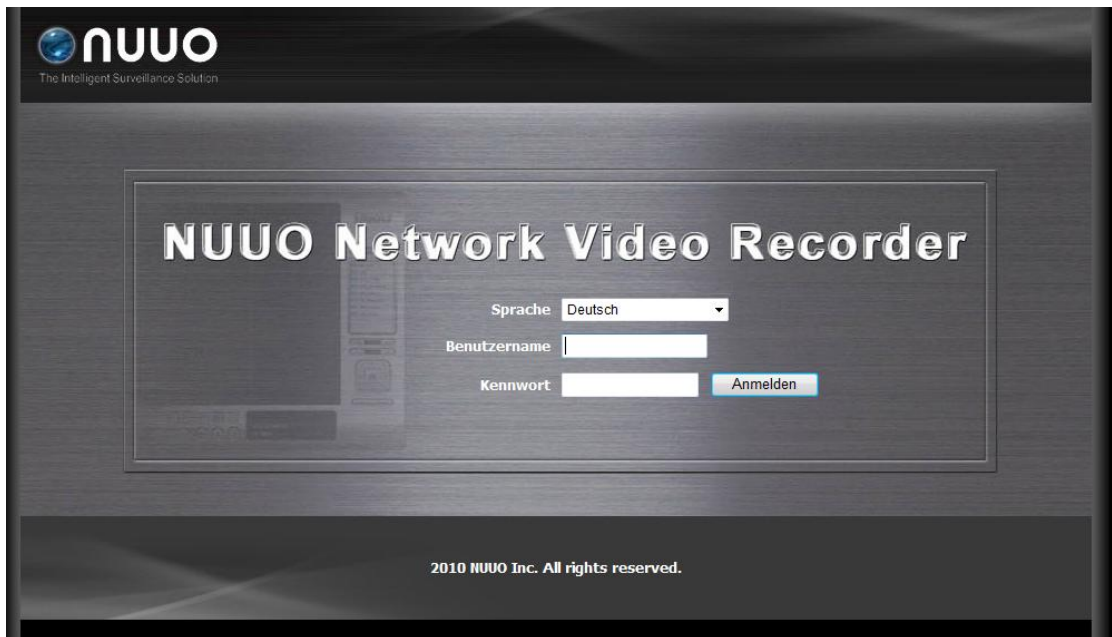 nuuo
The Intelligent Surveillance Solution
NUUO Network Video Recorder
Sprache Deutsch
Benutzername
Kennwort Anmelden
2010 NUUO Inc. All rights reserved.